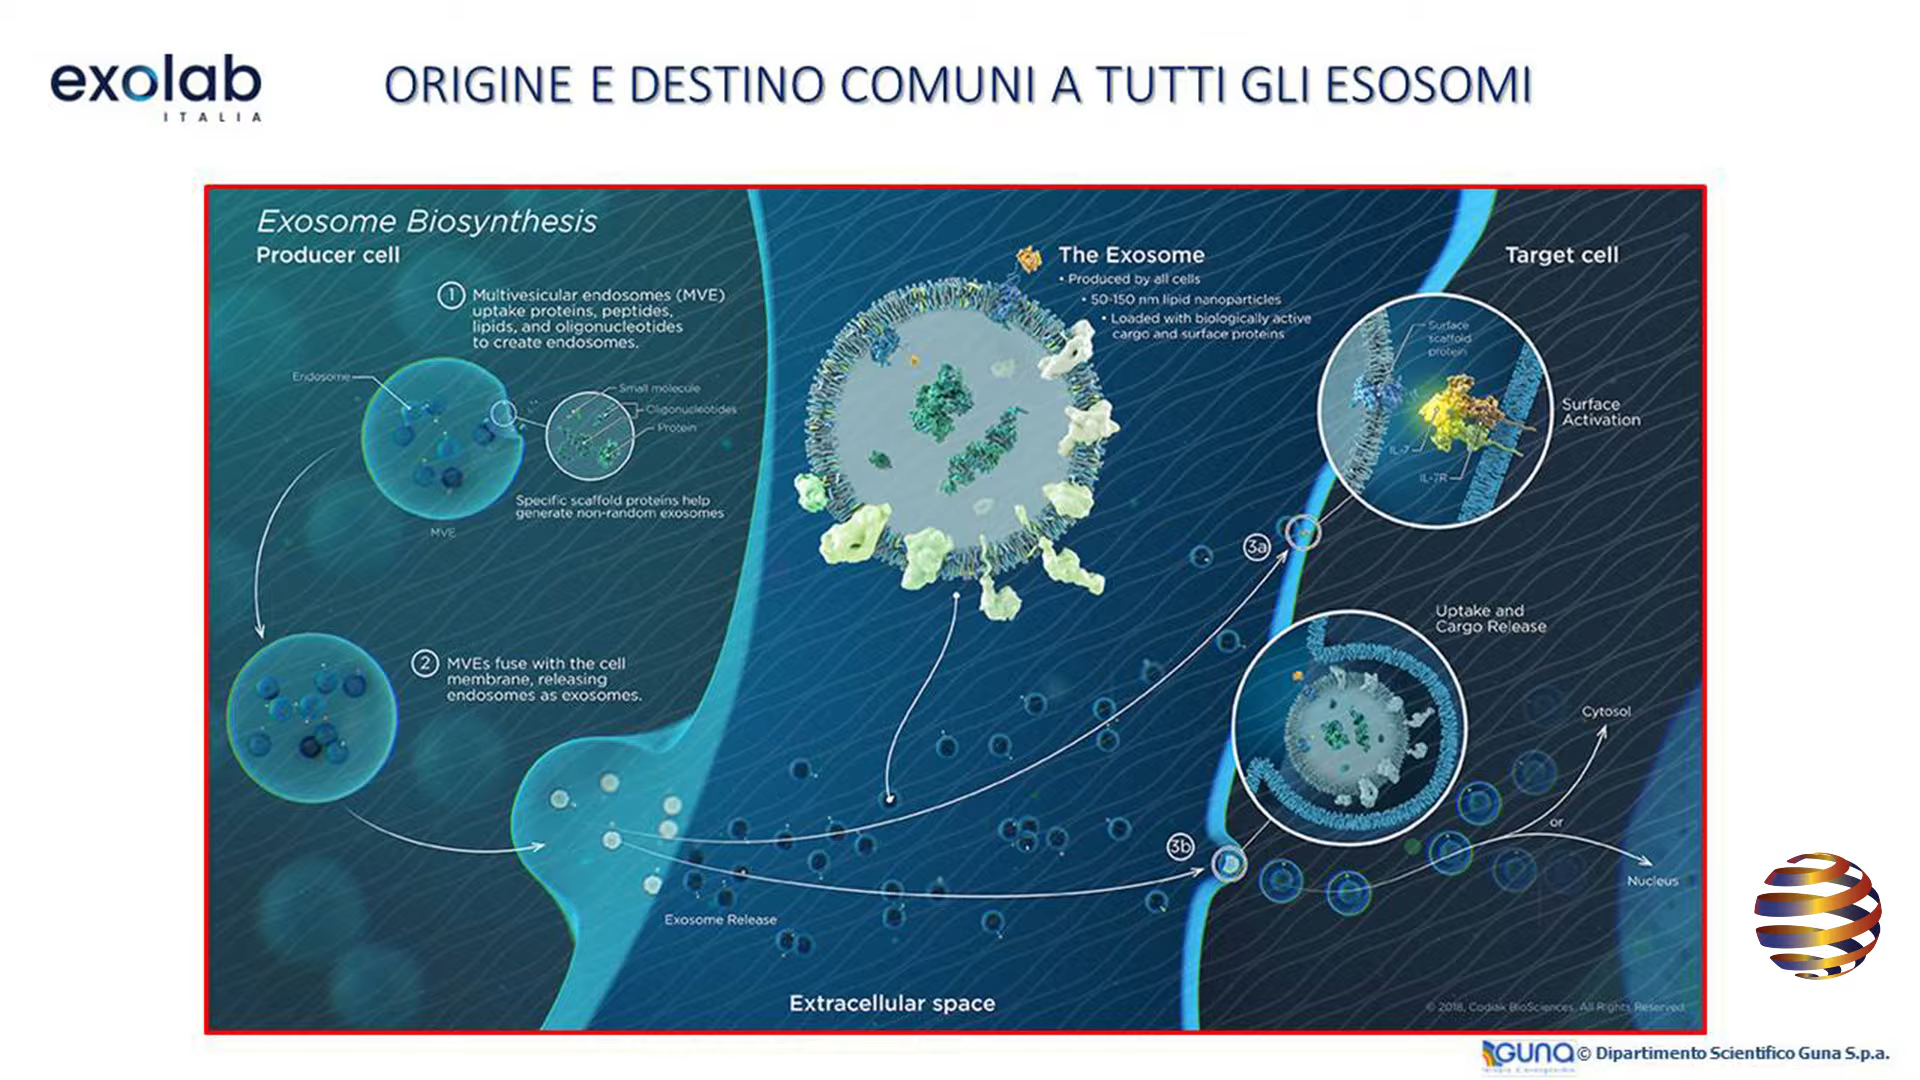 exolab
ITALIA
ORIGINE E DESTINO COMUNI A TUTTI GLI ESOSOMI
Exosome Biosynthesis
Producer cell
1 Multivesicular endosomes (MVE)
uptake proteins, peptides,
lipids, and oligonucleotides
to create endosomes.
Endosome
Small molecule
Oligonucleotides
Protein
Specific scaffold proteins help
generate non-random exosomes
MVE
2 MVEs fuse with the cell
membrane, releasing
endosomes as exosomes.
Exosome Release
The Exosome
• Produced by all cells
• 50-150 nm lipid nanoparticles
• Loaded with biologically active
cargo and surface proteins
Extracellular space
Target cell
Surface
scaffold
protein
IL-7
IL-7R
Surface
Activation
3a
Uptake and
Cargo Release
3b
Cytosol
or
Nucleus
© 2018, Codiak BioSciences. All Rights Reserved.
GUNA © Dipartimento Scientifico Guna S.p.a.